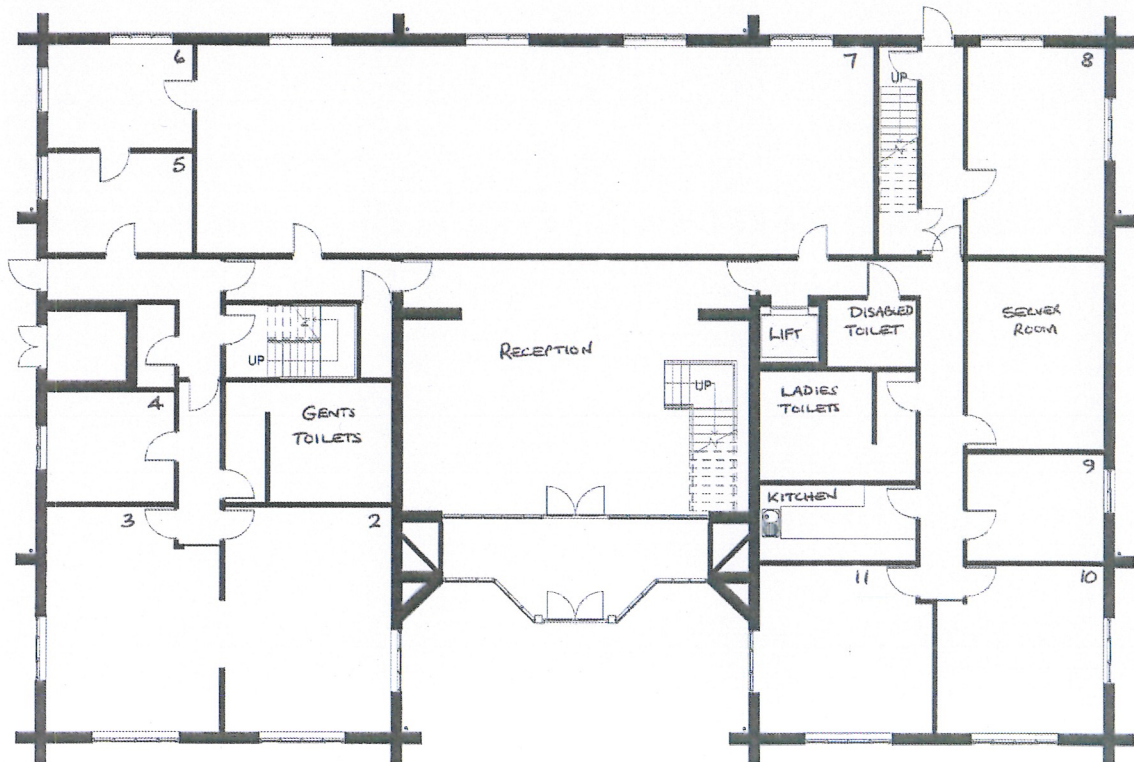 6
7
UP
8
5
RECEPTION
LIFT
DISABLED
TOILET
SERVER
ROOM
UP
UP
4
GENTS
TOILETS
LADIES
TOILETS
9
KITCHEN
3
2
11
10